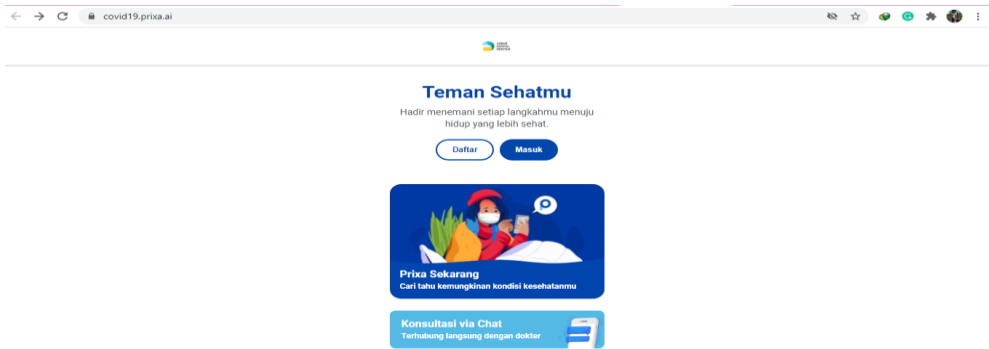 covid19.prixa.ai
Teman Sehatmu
Hadir menemani setiap langkahmu menuju
hidup yang lebih sehat.
Daftar
Masuk
Prixa Sekarang
Cari tahu kemungkinan kondisi kesehatanmu
Konsultasi via Chat
Terhubung langsung dengan dokter